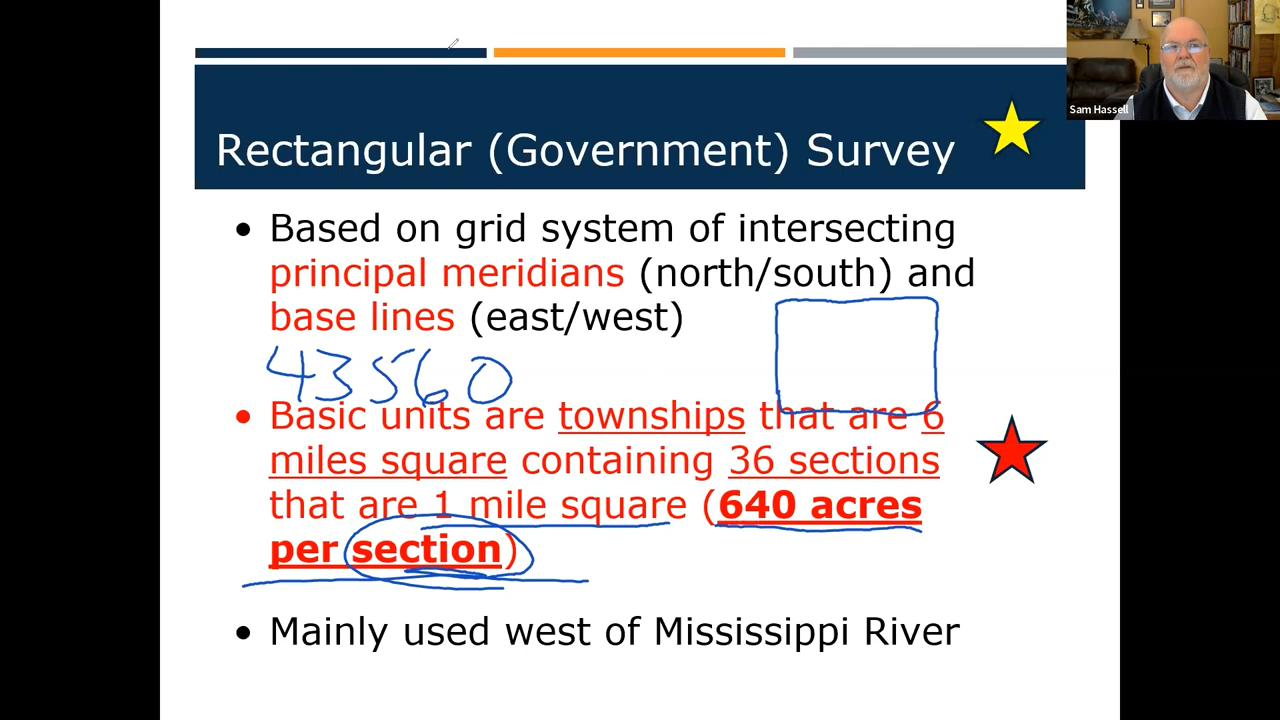 Sam Hassell
Rectangular (Government) Survey
• Based on grid system of intersecting
principal meridians (north/south) and
base lines (east/west)
43560
• Basic units are townships that are 6
miles square containing 36 sections
that are 1 mile square (640 acres
per section)
• Mainly used west of Mississippi River